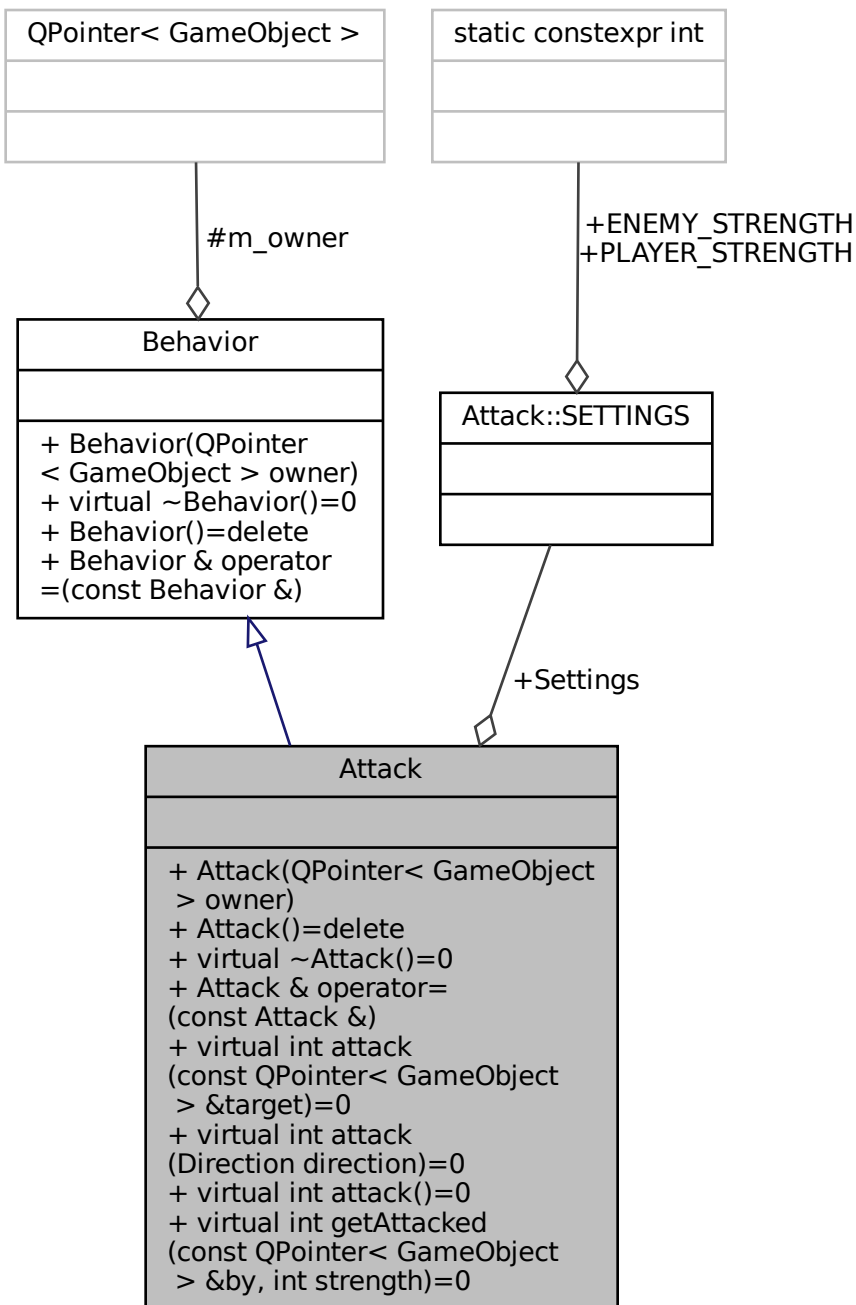 QPointer< GameObject >
static constexpr int
#m_owner
+ENEMY_STRENGTH
+PLAYER_STRENGTH
Behavior
+ Behavior(QPointer
< GameObject > owner)
+ virtual ~Behavior()=0
+ Behavior()=delete
+ Behavior & operator
=(const Behavior &)
Attack::SETTINGS
+Settings
Attack
+ Attack(QPointer< GameObject
> owner)
+ Attack()=delete
+ virtual ~Attack()=0
+ Attack & operator=
(const Attack &)
+ virtual int attack
(const QPointer< GameObject
> &target)=0
+ virtual int attack
(Direction direction)=0
+ virtual int attack()=0
+ virtual int getAttacked
(const QPointer< GameObject
> &by, int strength)=0